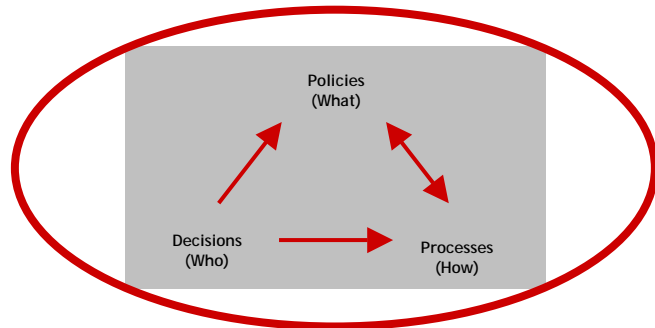 Policies
(What)
Decisions
(Who)
Processes
(How)